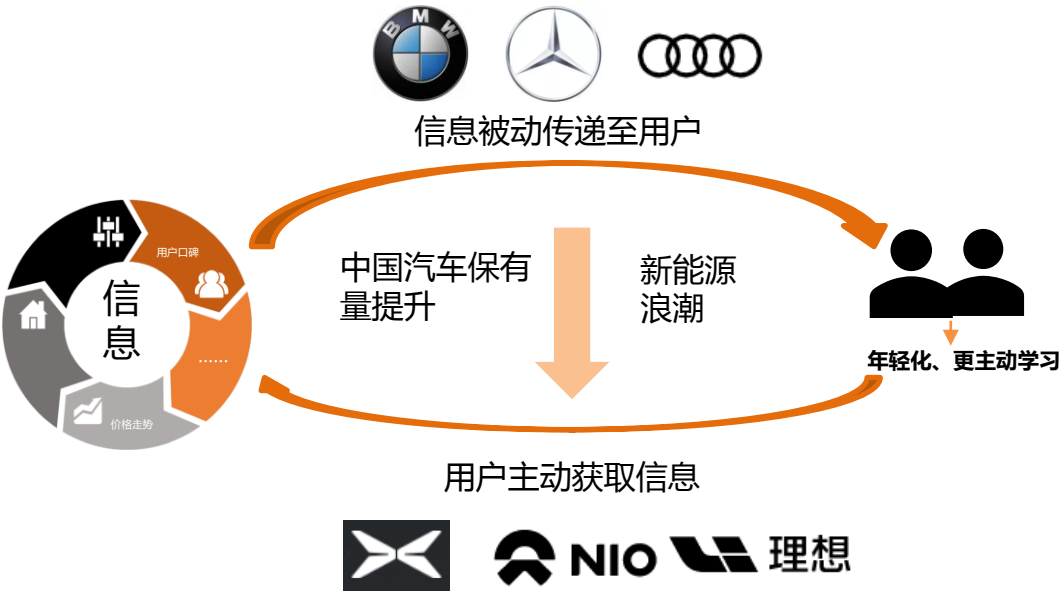 BMW
信息被动传递至用户
用户口碑
中国汽车保有
量提升
新能源
浪潮
信
息
......
年轻化、更主动学习
价格走势
用户主动获取信息
NIO
理想